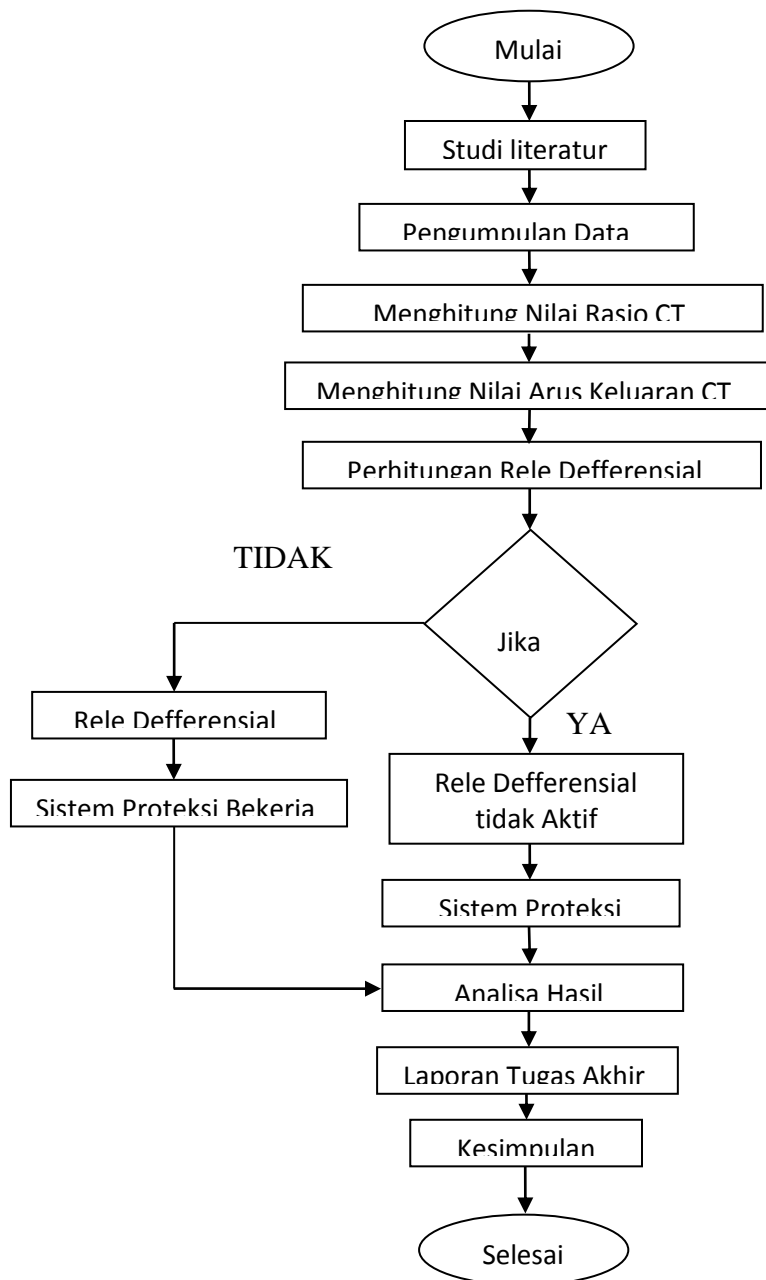 Mulai
Studi literatur
Pengumpulan Data
Menghitung Nilai Rasio CT
Menghitung Nilai Arus Keluaran CT
Perhitungan Rele Defferensial
TIDAK
Jika
YA
Rele Defferensial
Sistem Proteksi Bekerja
Rele Defferensial
tidak Aktif
Sistem Proteksi
Analisa Hasil
Laporan Tugas Akhir
Kesimpulan
Selesai